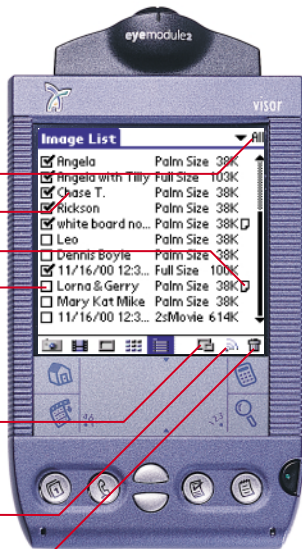 eyemodule2
VISOR
Image List All
Angela Palm Size 38K
Angela with Tilly Full Size 103K
Chase T. Palm Size 38K
Rickson Palm Size 38K
white board no... Palm Size 38K
Leo Palm Size 38K
Dennis Boyle Palm Size 38K
11/16/00 12:3... Full Size 100K
Lorna & Gerry Palm Size 38K
Mary Kat Mike Palm Size 38K
11/16/00 12:3... 2sMovie 614K